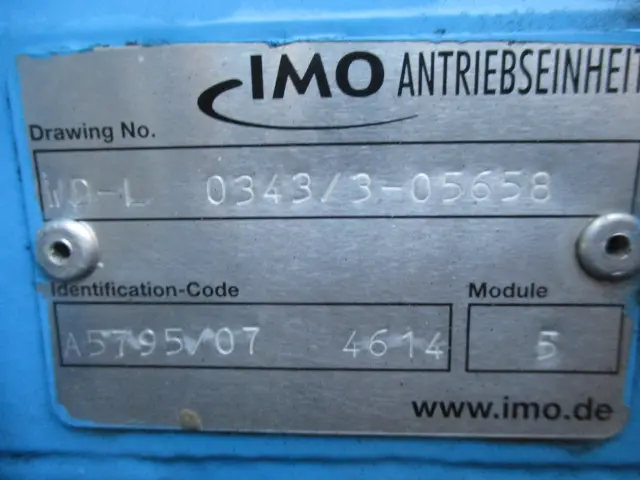 IMO ANTRIEBSEINHEIT
Drawing No.
WD-L 0343/3-05658
Identification-Code Module
A5795/07 4614 5
www.imo.de